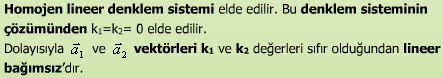 Homojen lineer denklem sistemi elde edilir. Bu denklem sisteminin
çözümünden k₁=k₂= 0 elde edilir.
Dolayısıyla a⃗₁ ve a⃗₂ vektörleri k₁ ve k₂ değerleri sıfır olduğundan lineer
bağımsız'dır.